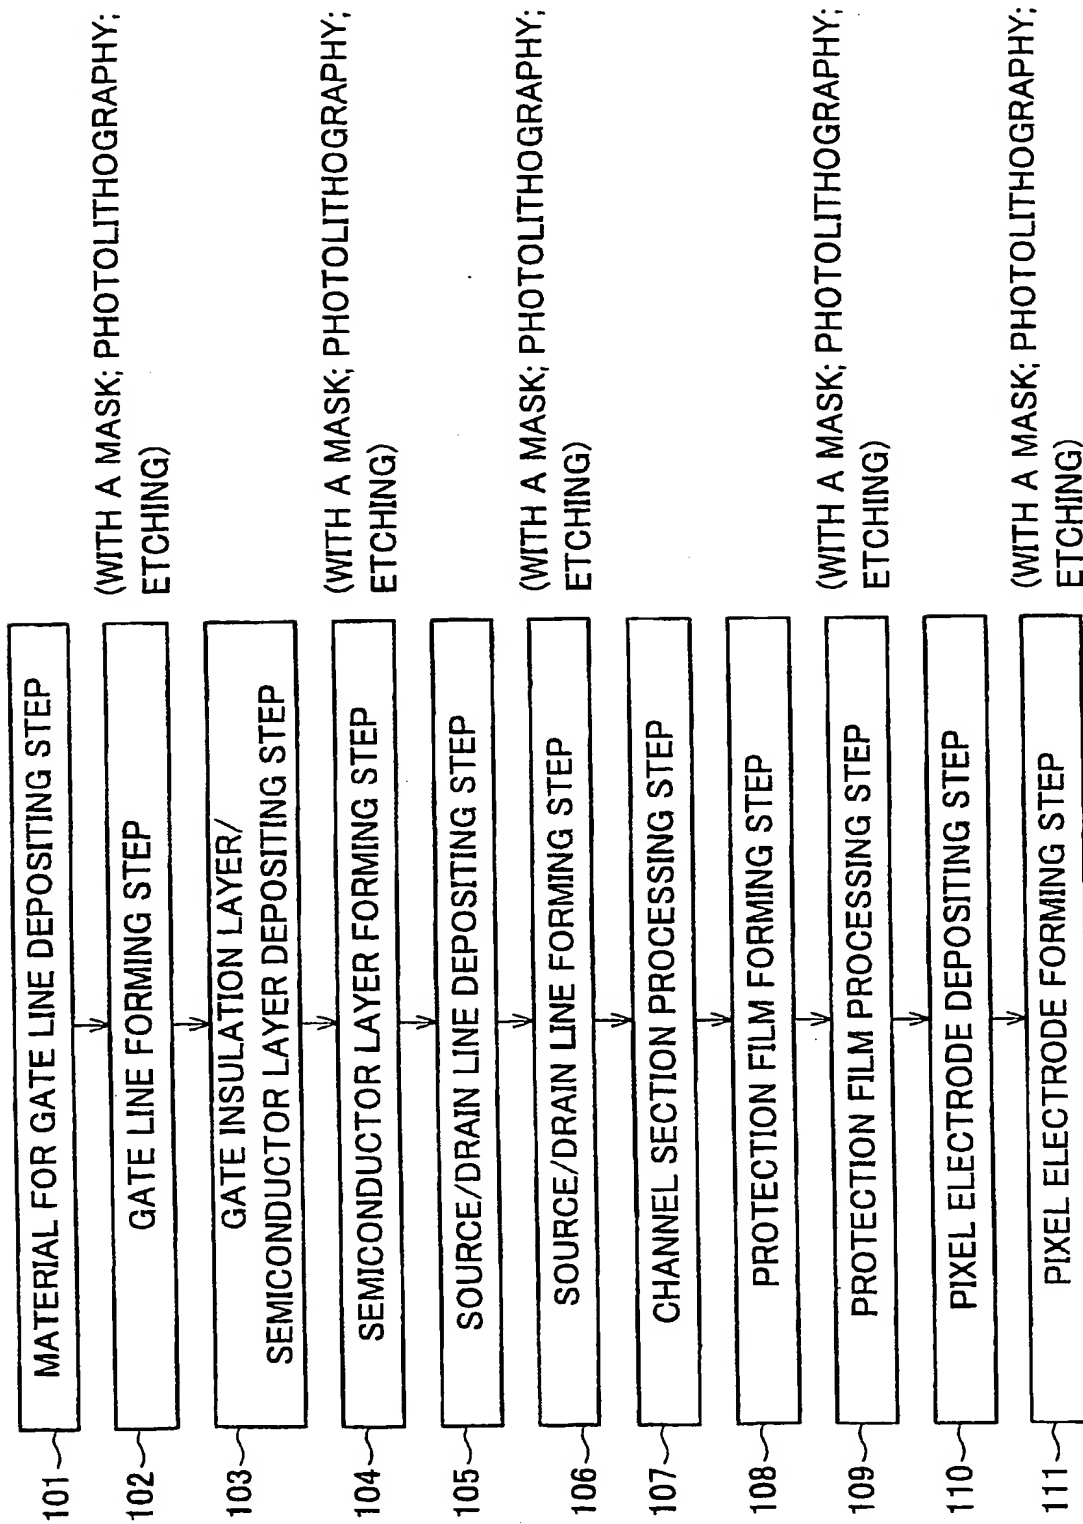 101 MATERIAL FOR GATE LINE DEPOSITING STEP
102 GATE LINE FORMING STEP (WITH A MASK; PHOTOLITHOGRAPHY;
ETCHING)
103 GATE INSULATION LAYER/
SEMICONDUCTOR LAYER DEPOSITING STEP
104 SEMICONDUCTOR LAYER FORMING STEP (WITH A MASK; PHOTOLITHOGRAPHY;
ETCHING)
105 SOURCE/DRAIN LINE DEPOSITING STEP
106 SOURCE/DRAIN LINE FORMING STEP (WITH A MASK; PHOTOLITHOGRAPHY;
ETCHING)
107 CHANNEL SECTION PROCESSING STEP
108 PROTECTION FILM FORMING STEP
109 PROTECTION FILM PROCESSING STEP (WITH A MASK; PHOTOLITHOGRAPHY;
ETCHING)
110 PIXEL ELECTRODE DEPOSITING STEP
111 PIXEL ELECTRODE FORMING STEP (WITH A MASK; PHOTOLITHOGRAPHY;
ETCHING)